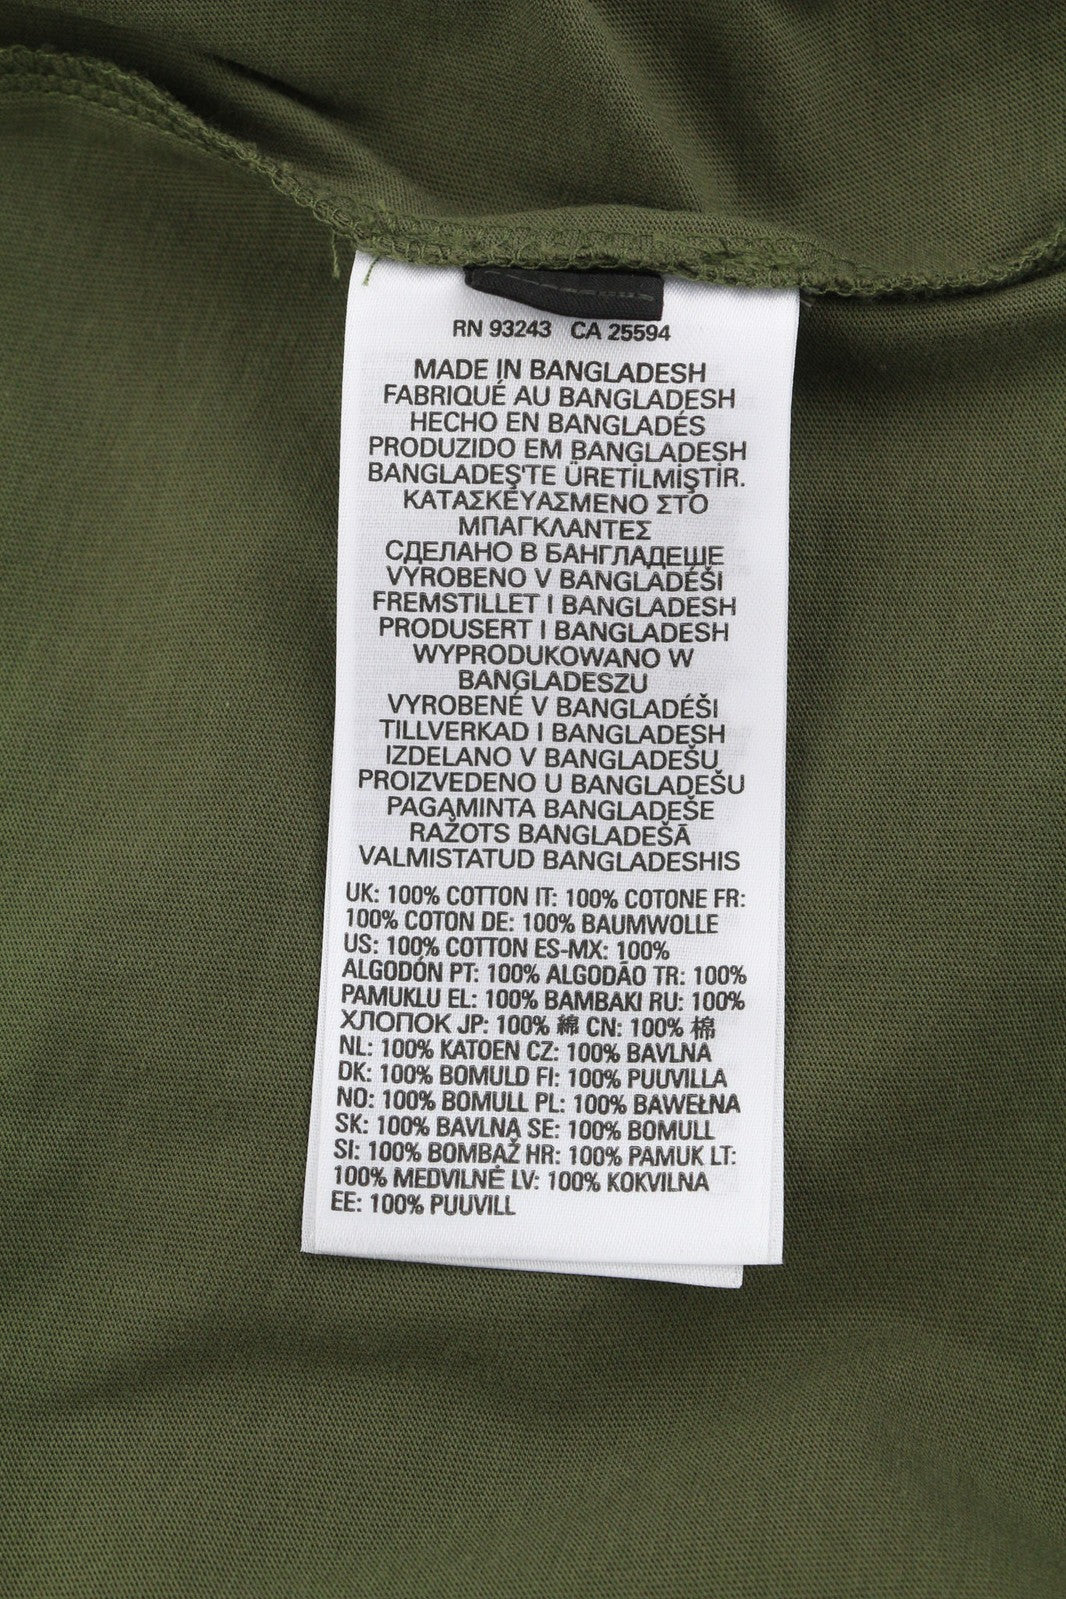 RN 93243 CA 25594
MADE IN BANGLADESH
FABRIQUÉ AU BANGLADESH
HECHO EN BANGLADÉS
PRODUZIDO EM BANGLADESH
BANGLADEŞ'TE ÜRETİLMİŞTİR.
ΚΑΤΑΣΚΕΥΑΣΜΕΝΟ ΣΤΟ
ΜΠΑΓΚΛΑΝΤΕΣ
СДЕЛАНО В БАНГЛАДЕШЕ
VYROBENO V BANGLADÉŠI
FREMSTILLET I BANGLADESH
PRODUSERT I BANGLADESH
WYPRODUKOWANO W
BANGLADESZU
VYROBENÉ V BANGLADÉŠI
TILLVERKAD I BANGLADESH
IZDELANO V BANGLADEŠU
PROIZVEDENO U BANGLADEŠU
PAGAMINTA BANGLADEŠE
RAŽOTS BANGLADEŠĀ
VALMISTATUD BANGLADESHIS
UK: 100% COTTON IT: 100% COTONE FR:
100% COTON DE: 100% BAUMWOLLE
US: 100% COTTON ES-MX: 100%
ALGODÓN PT: 100% ALGODÃO TR: 100%
PAMUKLU EL: 100% ΒΑΜΒΑΚΙ RU: 100%
ХЛОПОК JP: 100% 綿 CN: 100% 棉
NL: 100% KATOEN CZ: 100% BAVLNA
DK: 100% BOMULD FI: 100% PUUVILLA
NO: 100% BOMULL PL: 100% BAWEŁNA
SK: 100% BAVLNA SE: 100% BOMULL
SI: 100% BOMBAŽ HR: 100% PAMUK LT:
100% MEDVILNĖ LV: 100% KOKVILNA
EE: 100% PUUVILL